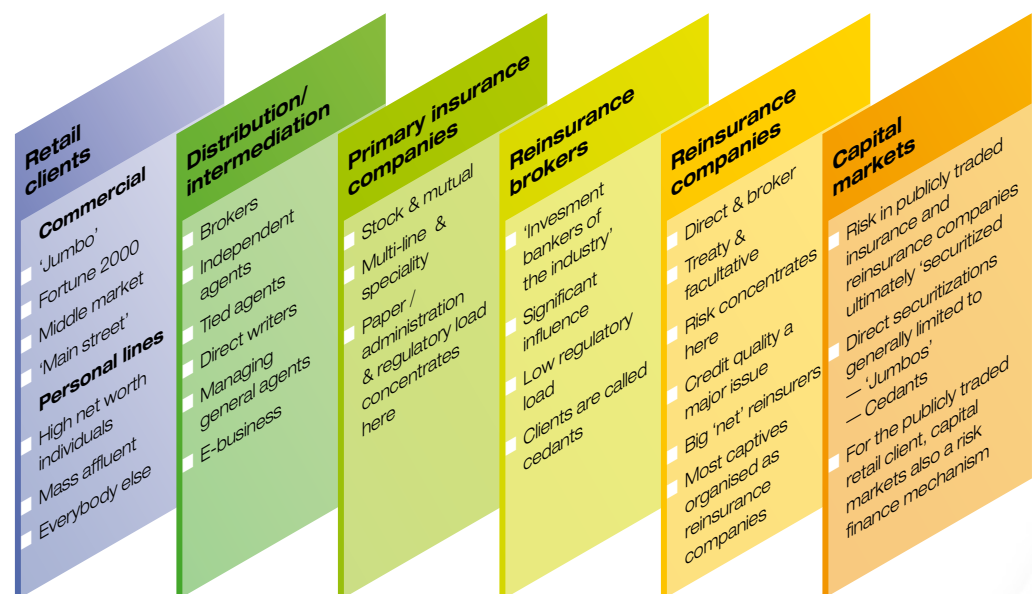 Retail
clients
Commercial
'Jumbo'
Fortune 2000
Middle market
'Main street'
Personal lines
High net worth
individuals
Mass affluent
Everybody else
Distribution/
intermediation
Brokers
Independent
agents
Tied agents
Direct writers
Managing
general agents
E-business
Primary insurance
companies
Stock & mutual
Multi-line &
speciality
Paper /
administration
& regulatory load
concentrates
here
Reinsurance
brokers
'Invesment
bankers of
the industry'
Significant
influence
Low regulatory
load
Clients are called
cedants
Reinsurance
companies
Direct & broker
Treaty &
facultative
Risk concentrates
here
Credit quality a
major issue
Big 'net' reinsurers
Most captives
organised as
reinsurance
companies
Capital
markets
Risk in publicly traded
insurance and
reinsurance companies
ultimately 'securitized
Direct securitizations
generally limited to
— 'Jumbos'
— Cedants
For the publicly traded
retail client, capital
markets also a risk
finance mechanism